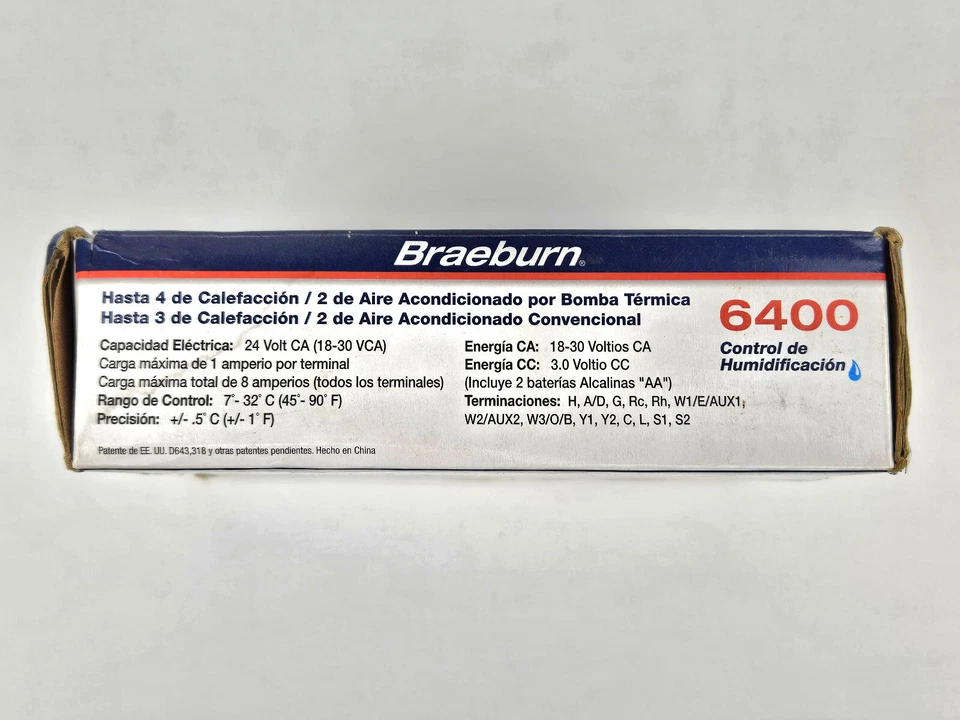 Braeburn®
Hasta 4 de Calefacción / 2 de Aire Acondicionado por Bomba Térmica
Hasta 3 de Calefacción / 2 de Aire Acondicionado Convencional
6400
Control de
Humidificación
Capacidad Eléctrica: 24 Volt CA (18-30 VCA)
Carga máxima de 1 amperio por terminal
Carga máxima total de 8 amperios (todos los terminales)
Rango de Control: 7°- 32° C (45°- 90° F)
Precisión: +/- .5° C (+/- 1° F)
Energía CA: 18-30 Voltios CA
Energía CC: 3.0 Voltio CC
(Incluye 2 baterías Alcalinas "AA")
Terminaciones: H, A/D, G, Rc, Rh, W1/E/AUX1,
W2/AUX2, W3/O/B, Y1, Y2, C, L, S1, S2
Patente de EE. UU. D643,318 y otras patentes pendientes. Hecho en China